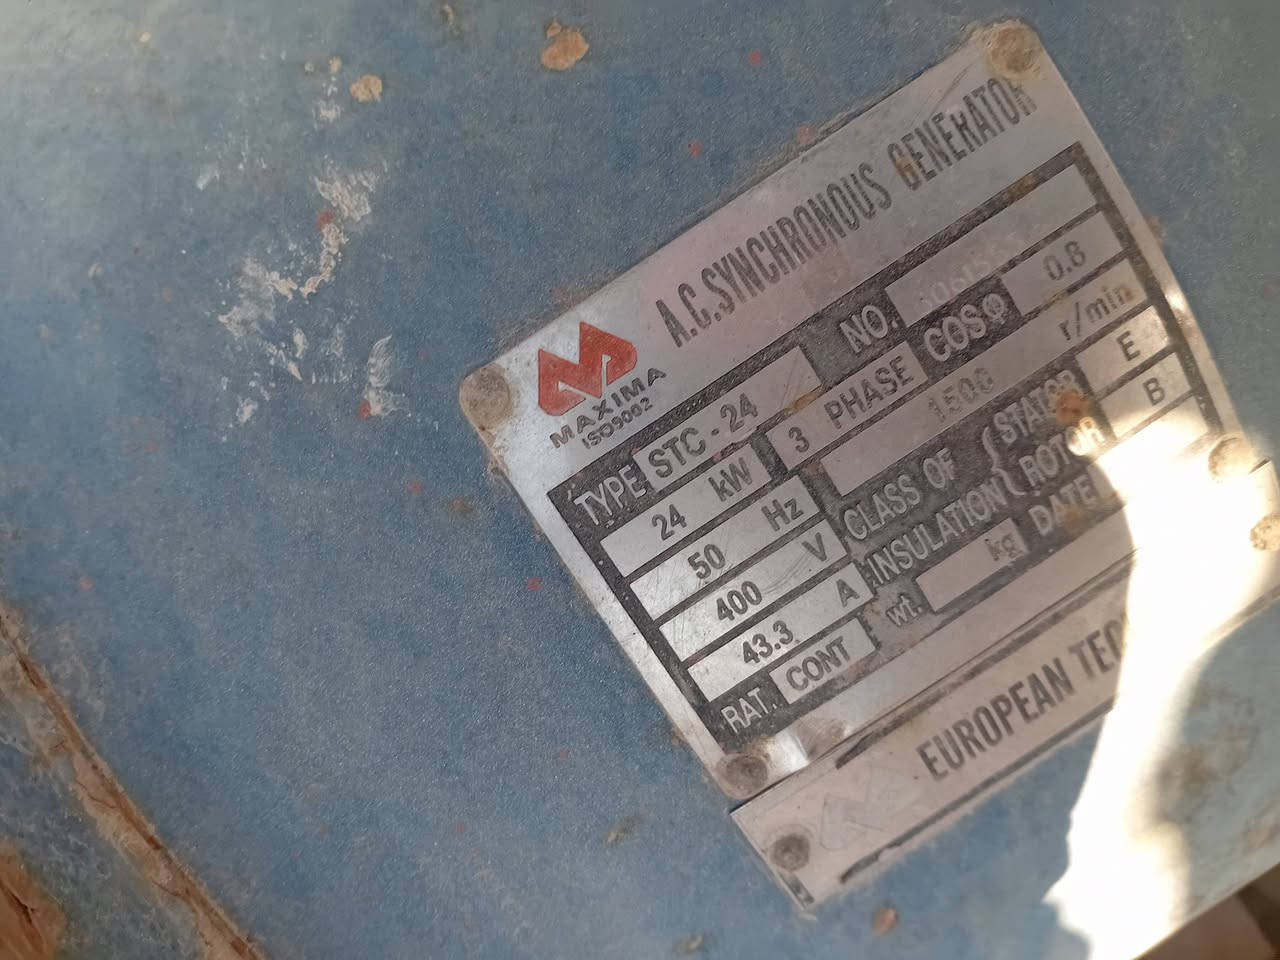 MAXIMA
ISO9002
A.C.SYNCHRONOUS GENERATOR
TYPE STC-24 NO.
24 kW 3 PHASE COSΦ 0.8
50 Hz 1500 r/min
400 V CLASS OF INSULATION { STATOR E
43.3 A ROTOR B
RAT. CONT wt. kg DATE
EUROPEAN